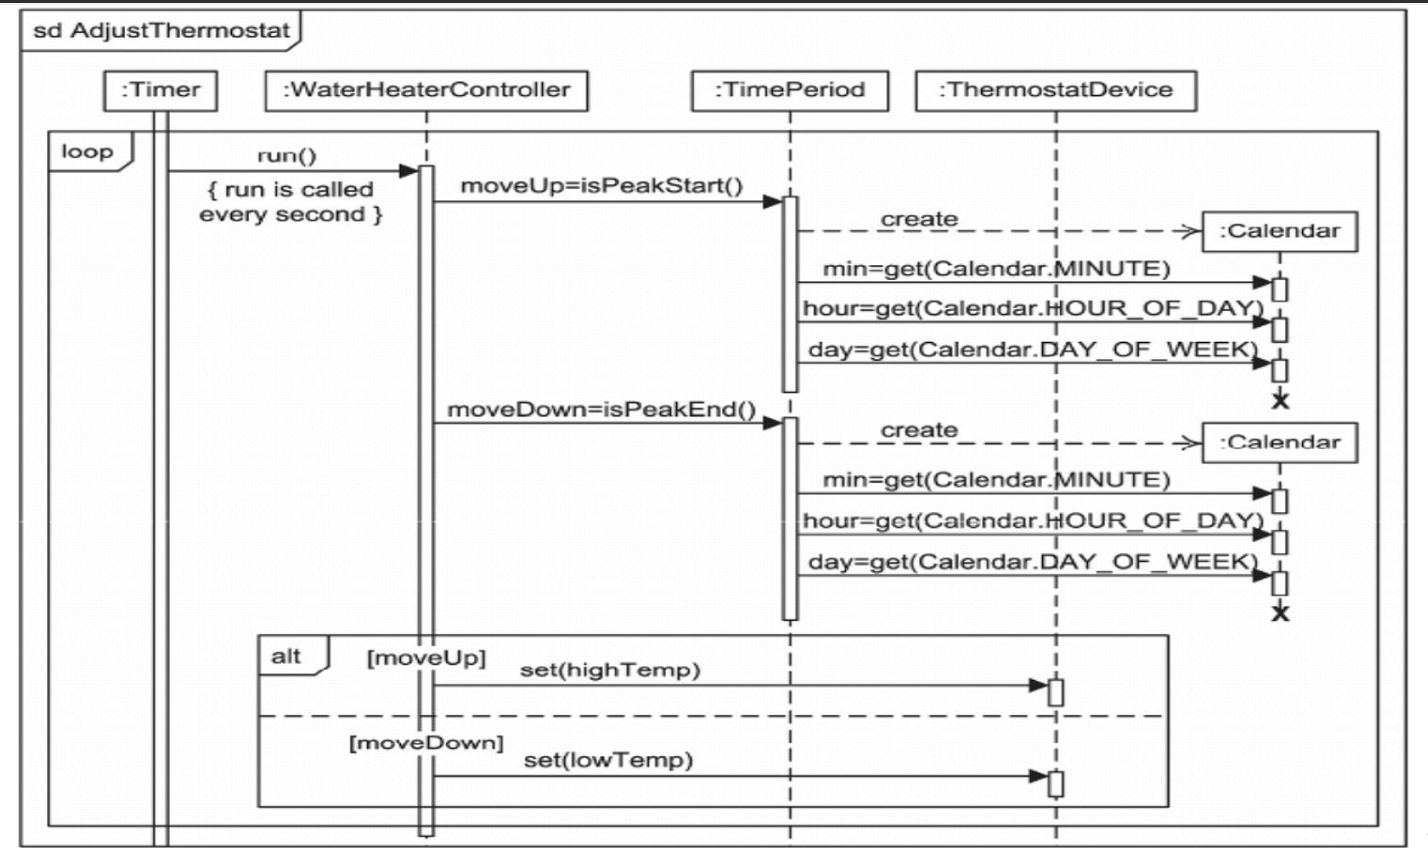 sd AdjustThermostat
:Timer
:WaterHeaterController
:TimePeriod
:ThermostatDevice
loop
run()
{ run is called
every second }
moveUp=isPeakStart()
create
:Calendar
min=get(Calendar.MINUTE)
hour=get(Calendar.HOUR_OF_DAY)
day=get(Calendar.DAY_OF_WEEK)
X
moveDown=isPeakEnd()
create
:Calendar
min=get(Calendar.MINUTE)
hour=get(Calendar.HOUR_OF_DAY)
day=get(Calendar.DAY_OF_WEEK)
X
alt
[moveUp]
set(highTemp)
[moveDown]
set(lowTemp)